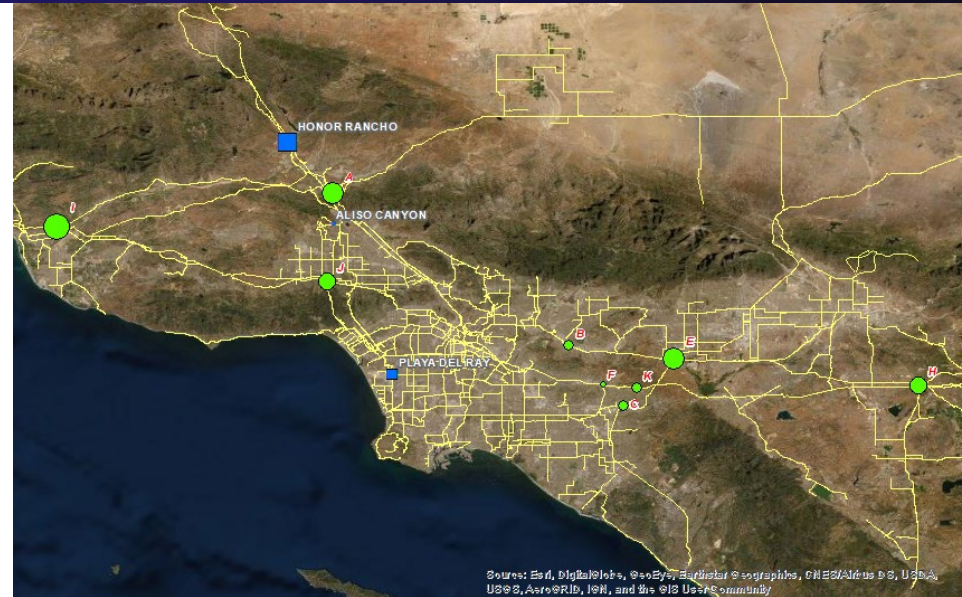 HONOR RANCHO
A
ALISO CANYON
I
J
B
E
PLAYA DEL RAY
F
K
H
G
Source: Esri, DigitalGlobe, GeoEye, Earthstar Geographics, CNES/Airbus DS, USDA,
USGS, AeroGRID, IGN, and the GIS User Community